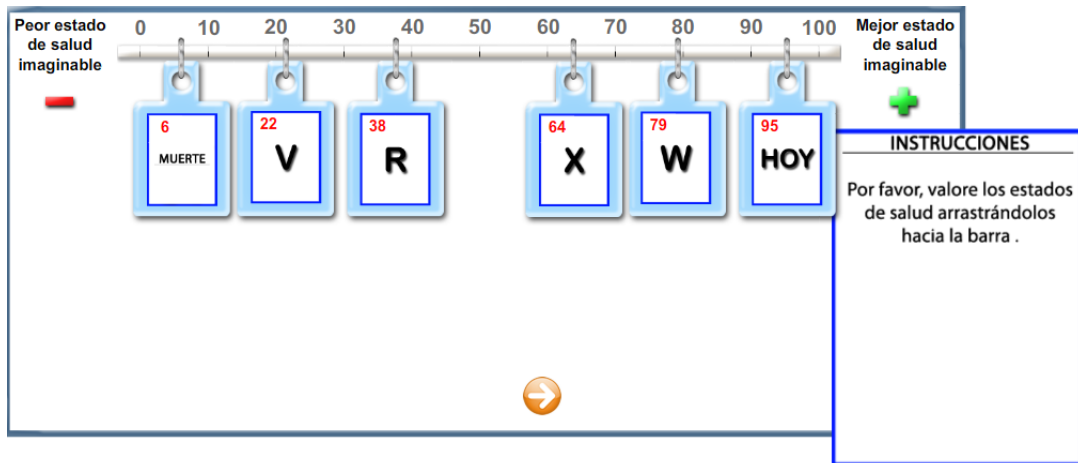 Peor estado
de salud
imaginable
0 10 20 30 40 50 60 70 80 90 100
Mejor estado
de salud
imaginable
6
MUERTE
22
V
38
R
64
X
79
W
95
HOY
INSTRUCCIONES
Por favor, valore los estados
de salud arrastrándolos
hacia la barra .